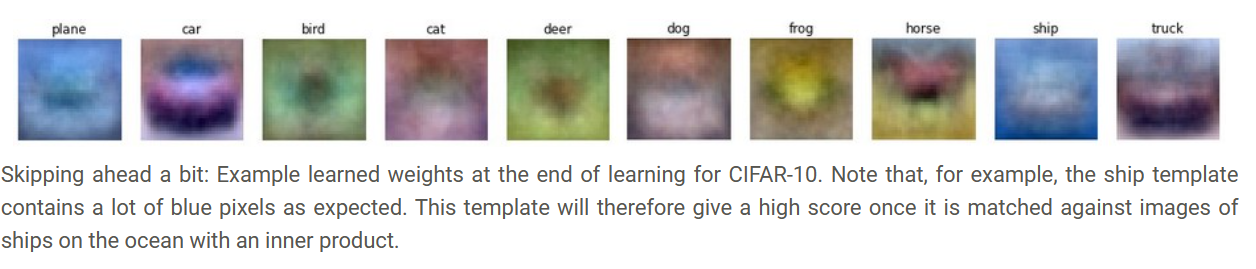 plane car bird cat deer dog frog horse ship truck
Skipping ahead a bit: Example learned weights at the end of learning for CIFAR-10. Note that, for example, the ship template
contains a lot of blue pixels as expected. This template will therefore give a high score once it is matched against images of
ships on the ocean with an inner product.